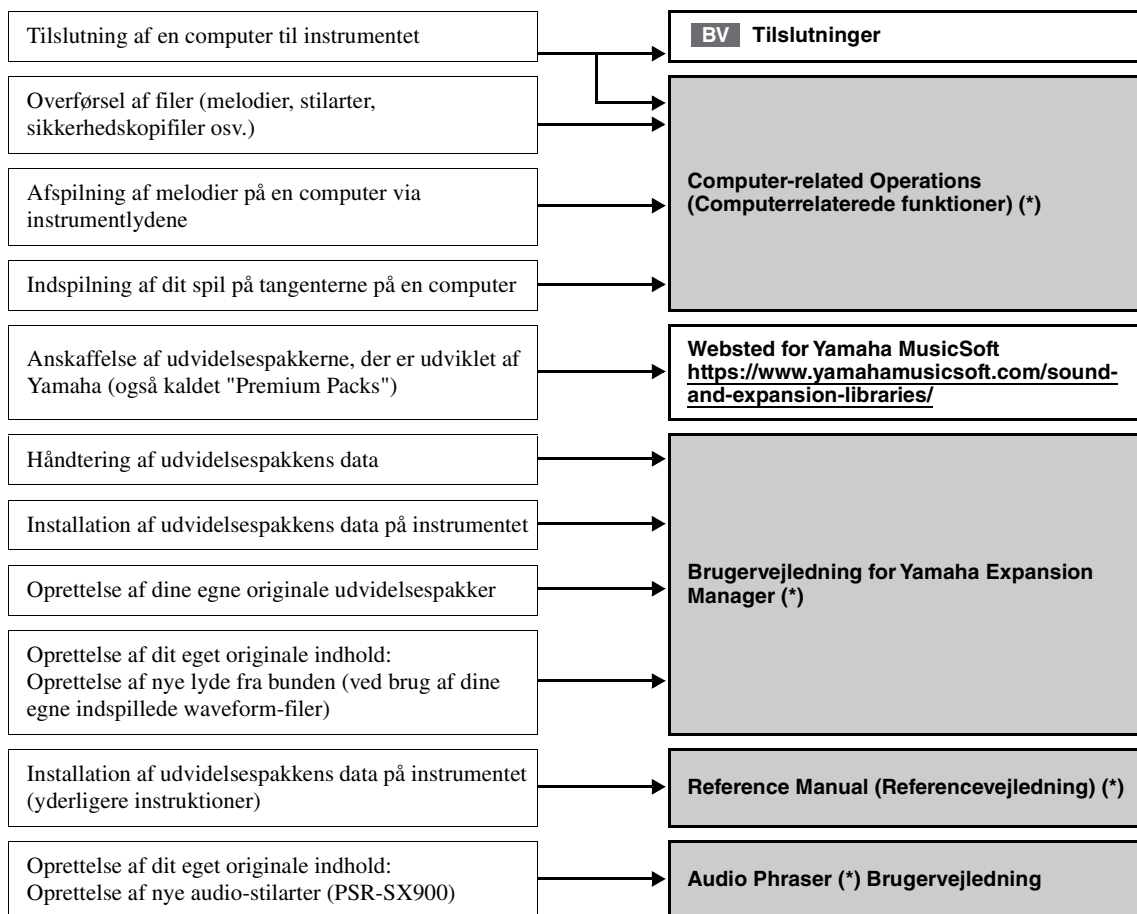 Tilslutning af en computer til instrumentet
BV Tilslutninger
Overførsel af filer (melodier, stilarter,
sikkerhedskopifiler osv.)
Afspilning af melodier på en computer via
instrumentlydene
Indspilning af dit spil på tangenterne på en computer
Computer-related Operations
(Computerrelaterede funktioner) (*)
Anskaffelse af udvidelsespakkerne, der er udviklet af
Yamaha (også kaldet "Premium Packs")
Websted for Yamaha MusicSoft
https://www.yamahamusicsoft.com/sound-
and-expansion-libraries/
Håndtering af udvidelsespakkens data
Installation af udvidelsespakkens data på instrumentet
Oprettelse af dine egne originale udvidelsespakker
Oprettelse af dit eget originale indhold:
Oprettelse af nye lyde fra bunden (ved brug af dine
egne indspillede waveform-filer)
Brugervejledning for Yamaha Expansion
Manager (*)
Installation af udvidelsespakkens data på instrumentet
(yderligere instruktioner)
Reference Manual (Referencevejledning) (*)
Oprettelse af dit eget originale indhold:
Oprettelse af nye audio-stilarter (PSR-SX900)
Audio Phraser (*) Brugervejledning